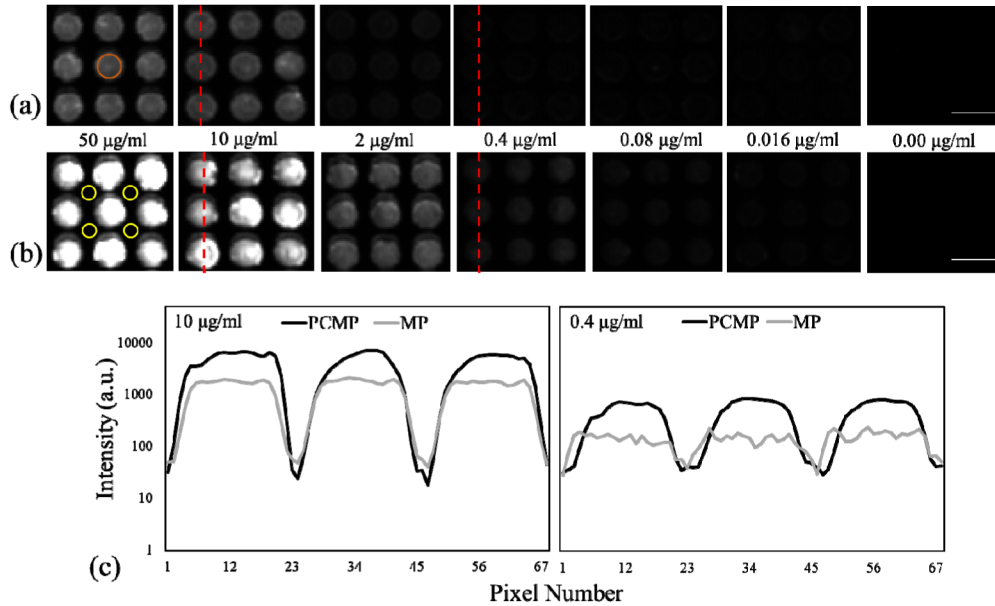 (a)
50 µg/ml 10 µg/ml 2 µg/ml 0.4 µg/ml 0.08 µg/ml 0.016 µg/ml 0.00 µg/ml
(b)
10 µg/ml PCMP MP
0.4 µg/ml PCMP MP
Intensity (a.u.)
10000
1000
100
10
1
1 12 23 34 45 56 67
1 12 23 34 45 56 67
(c)
Pixel Number